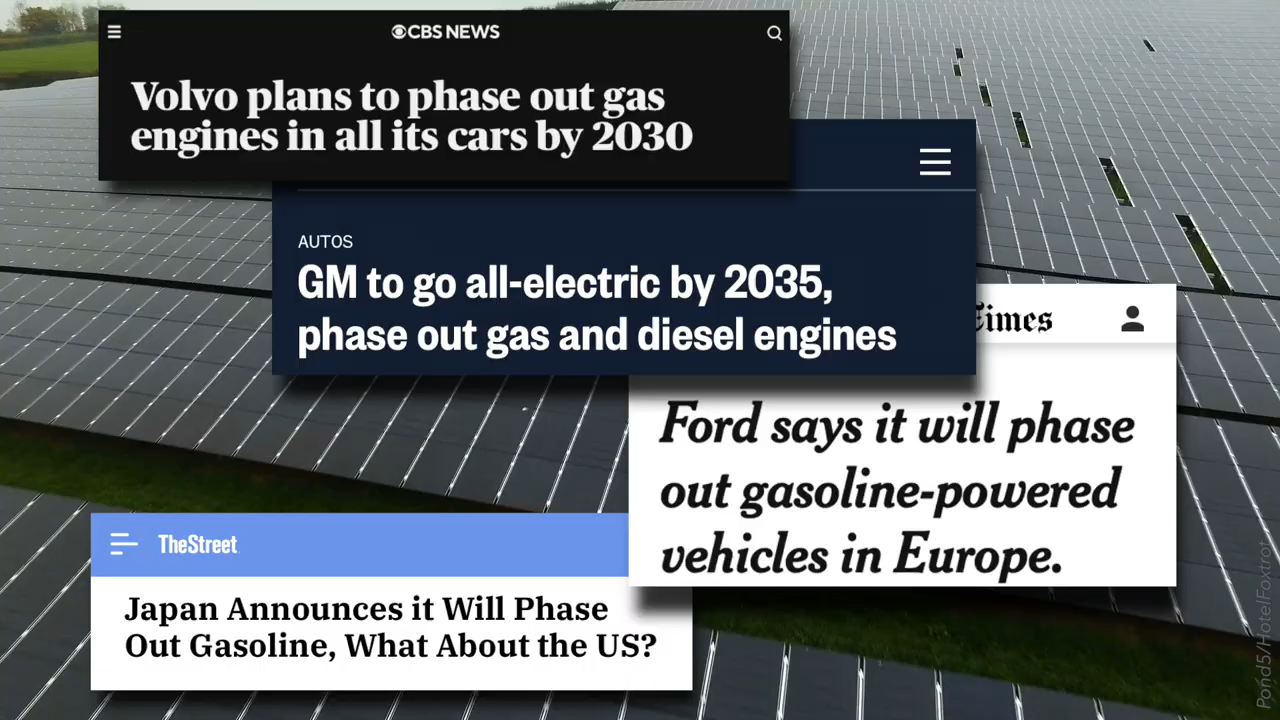 CBS NEWS
Volvo plans to phase out gas
engines in all its cars by 2030
AUTOS
GM to go all-electric by 2035,
phase out gas and diesel engines
Times
Ford says it will phase
out gasoline-powered
vehicles in Europe.
TheStreet
Japan Announces it Will Phase
Out Gasoline, What About the US?
Pond5/HotelFoxtrot